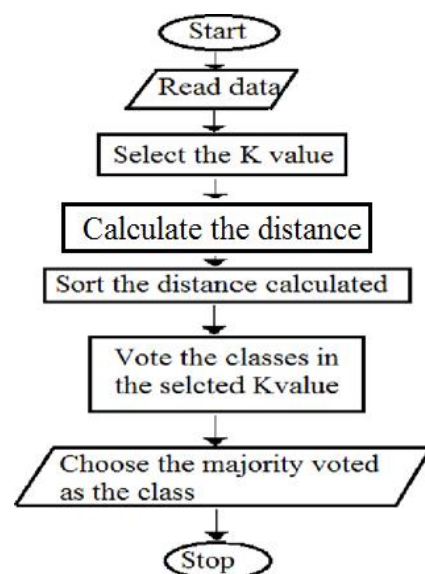 Start
Read data
Select the K value
Calculate the distance
Sort the distance calculated
Vote the classes in
the selcted Kvalue
Choose the majority voted
as the class
Stop